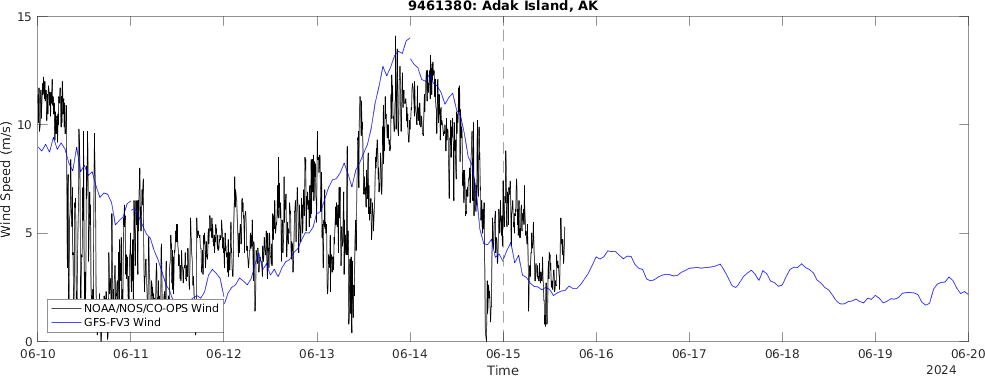 9461380: Adak Island, AK
Wind Speed (m/s)
15
10
5
0
NOAA/NOS/CO-OPS Wind
GFS-FV3 Wind
06-10 06-11 06-12 06-13 06-14 06-15 06-16 06-17 06-18 06-19 06-20
Time
2024